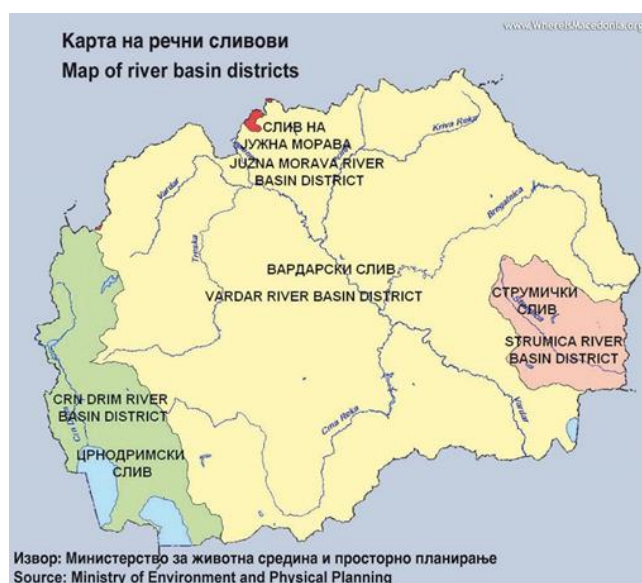 www.WhereIsMacedonia.org
Карта на речни сливови
Map of river basin districts
СЛИВ НА
ЈУЖНА МОРАВА
JUZNA MORAVA RIVER
BASIN DISTRICT
Kriva Reka
Vardar
Treska
Bregalnica
ВАРДАРСКИ СЛИВ
VARDAR RIVER BASIN DISTRICT
СТРУМИЧКИ
СЛИВ
STRUMICA RIVER
BASIN DISTRICT
CRN DRIM RIVER
BASIN DISTRICT
Crna Reka
Vardar
ЦРНОДРИМСКИ
СЛИВ
Извор: Министерство за животна средина и просторно планирање
Source: Ministry of Environment and Physical Planning